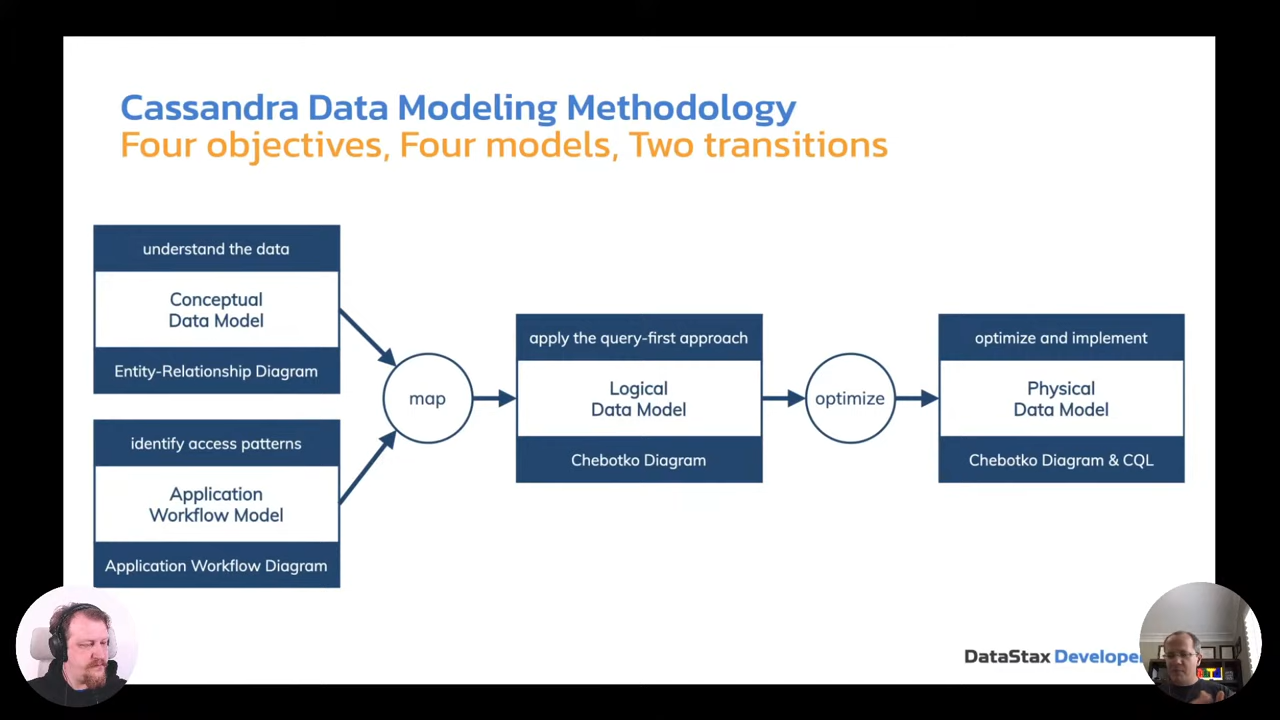 Cassandra Data Modeling Methodology
Four objectives, Four models, Two transitions
understand the data
Conceptual
Data Model
Entity-Relationship Diagram
identify access patterns
Application
Workflow Model
Application Workflow Diagram
map
apply the query-first approach
Logical
Data Model
Chebotko Diagram
optimize
optimize and implement
Physical
Data Model
Chebotko Diagram & CQL
DataStax Develope